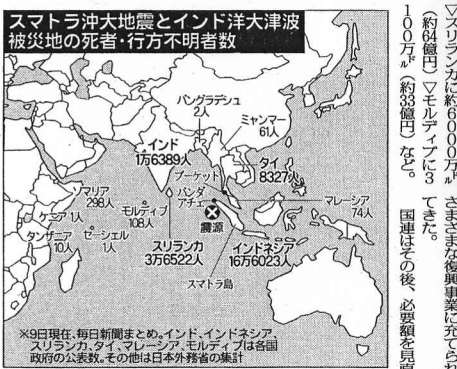 スマトラ沖大地震とインド洋大津波
被災地の死者・行方不明者数
バングラデシュ
2人
ミャンマー
61人
インド
1万6389人
タイ
8327人
プーケット
バンダ
アチェ
マレーシア
74人
ソマリア
298人
モルディブ
108人
ケニア 1人
タンザニア
10人
セーシェル
1人
震源
スリランカ
3万6522人
インドネシア
16万6023人
スマトラ島
※9日現在、毎日新聞まとめ。インド、インドネシア、
スリランカ、タイ、マレーシア、モルディブは各国
政府の公表数。その他は日本外務省の集計
▽スリランカに約6000万㌦
(約64億円)▽モルディブに3
100万㌦(約33億円)など。
さまざまな復興事業に充てられ
てきた。
国連はその後、必要額を見直